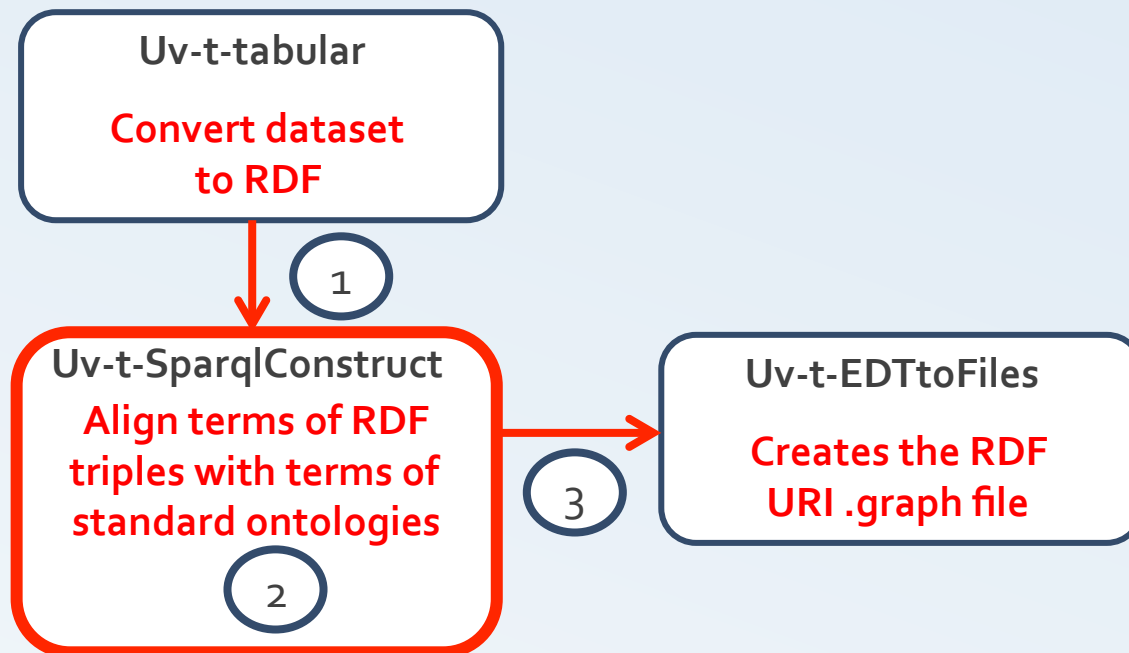 Uv-t-tabular
Convert dataset
to RDF
1
Uv-t-SparqlConstruct
Align terms of RDF
triples with terms of
standard ontologies
2
3
Uv-t-EDTtoFiles
Creates the RDF
URI .graph file